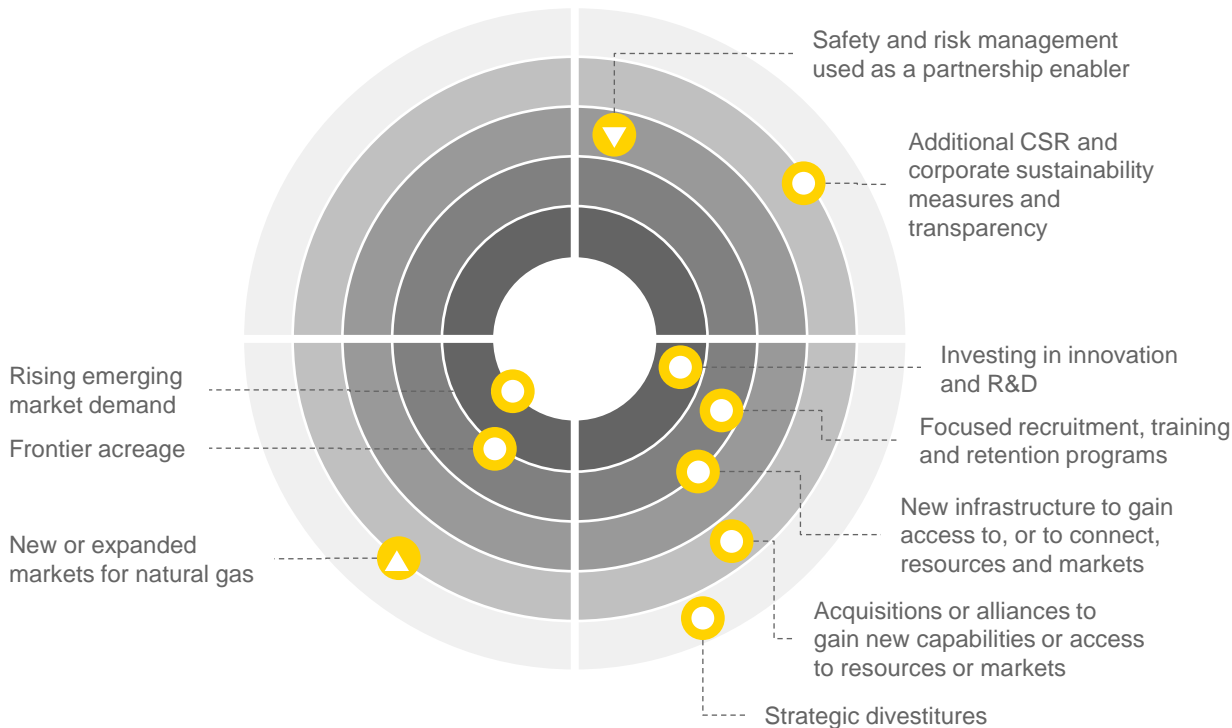 Safety and risk management
used as a partnership enabler
Additional CSR and
corporate sustainability
measures and
transparency
Rising emerging
market demand
Frontier acreage
New or expanded
markets for natural gas
Investing in innovation
and R&D
Focused recruitment, training
and retention programs
New infrastructure to gain
access to, or to connect,
resources and markets
Acquisitions or alliances to
gain new capabilities or access
to resources or markets
Strategic divestitures